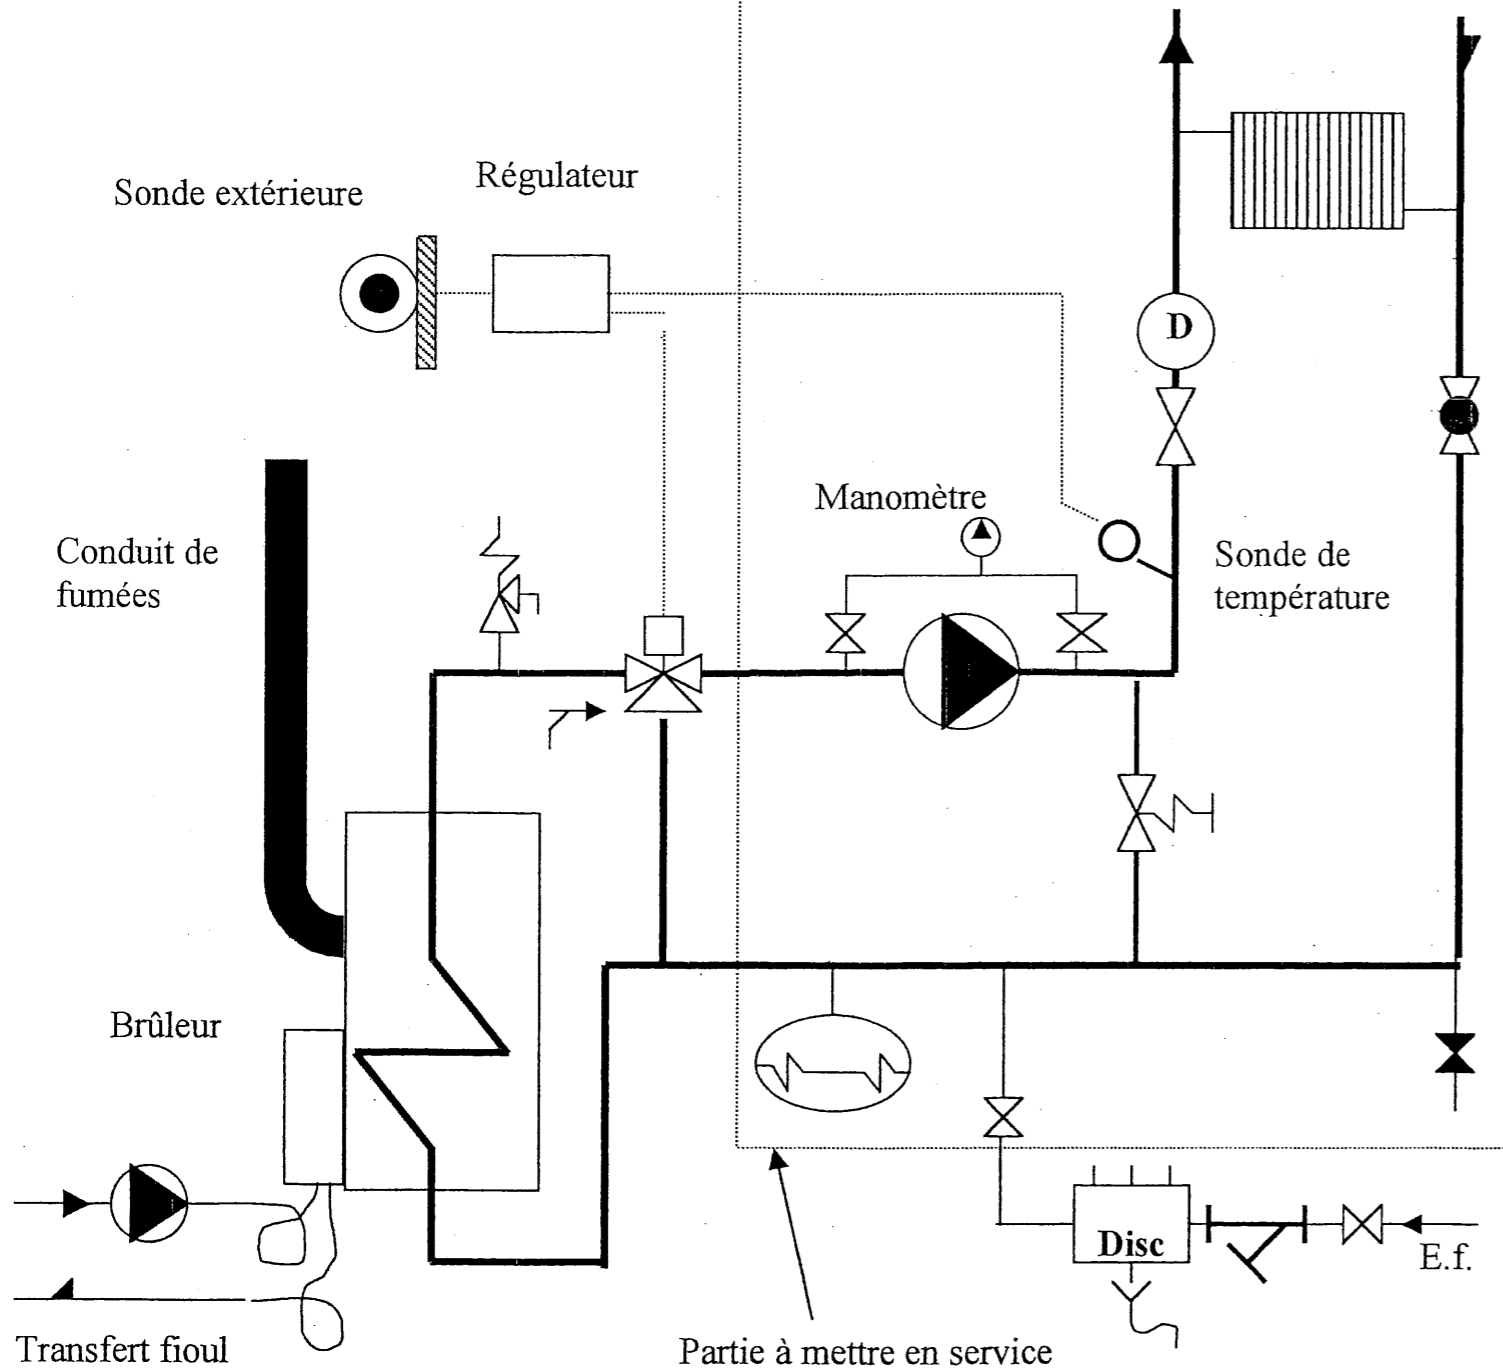 Sonde extérieure
Régulateur
D
Manomètre
Conduit de
fumées
Sonde de
température
Brûleur
Disc
E.f.
Transfert fioul
Partie à mettre en service